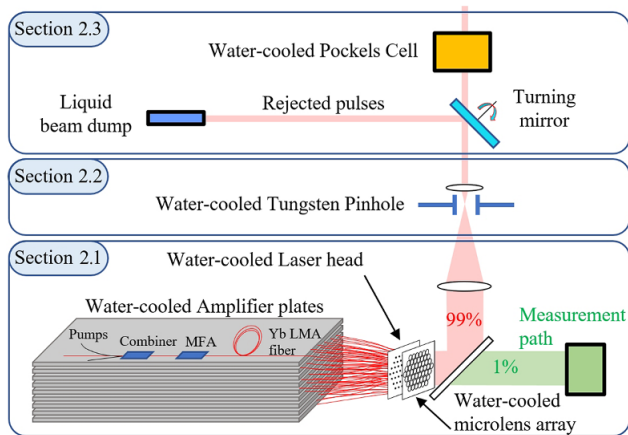 Section 2.3
Water-cooled Pockels Cell
Liquid
beam dump
Rejected pulses
Turning
mirror
Section 2.2
Water-cooled Tungsten Pinhole
Section 2.1
Water-cooled Laser head
Water-cooled Amplifier plates
Pumps
Combiner
MFA
Yb LMA
fiber
99%
Measurement
path
1%
Water-cooled
microlens array